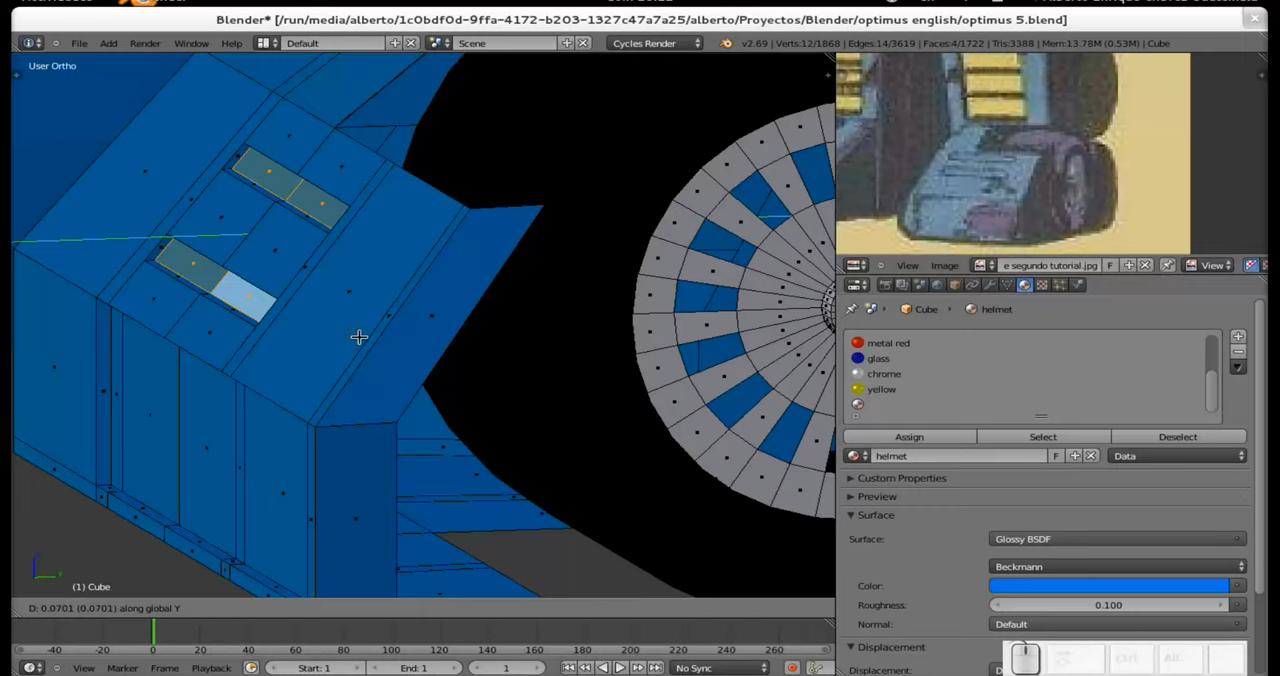 Blender* [/run/media/alberto/1c0bdf0d-9ffa-4172-b203-1327c47a7a25/alberto/Proyectos/Blender/optimus english/optimus 5.blend]
File Add Render Window Help Default Scene Cycles Render v2.69 | Verts:12/1868 | Edges:14/3619 | Faces:4/1722 | Tris:3388 | Mem:13.78M (0.53M) | Cube
User Ortho
View Image e segundo tutorial.jpg F View
Cube helmet
metal red
glass
chrome
yellow
Assign Select Deselect
helmet F Data
Custom Properties
Preview
Surface
Surface: Glossy BSDF
Beckmann
Color:
Roughness: 0.100
Normal: Default
Displacement
Displacement:
(1) Cube
D: 0.0701 (0.0701) along global Y
-40 -20 0 20 40 60 80 100 120 140 160 180 200 220 240 260
View Marker Frame Playback Start: 1 End: 1 1 No Sync
Ctrl Alt